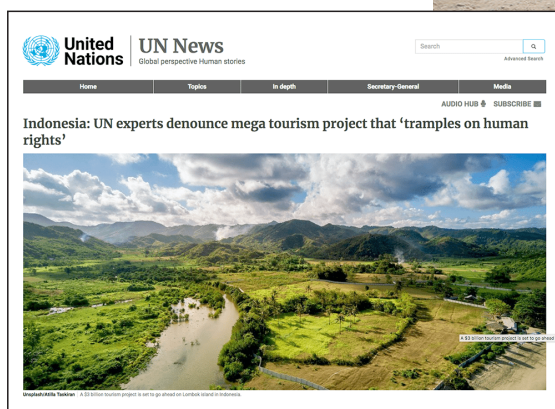 United Nations
UN News
Global perspective Human stories
Search
Advanced Search
Home Topics In depth Secretary-General Media
AUDIO HUB SUBSCRIBE
Indonesia: UN experts denounce mega tourism project that ‘tramples on human
rights’
A $3 billion tourism project is set to go ahead
Unsplash/Atilla Taskiran A $3 billion tourism project is set to go ahead on Lombok Island in Indonesia.